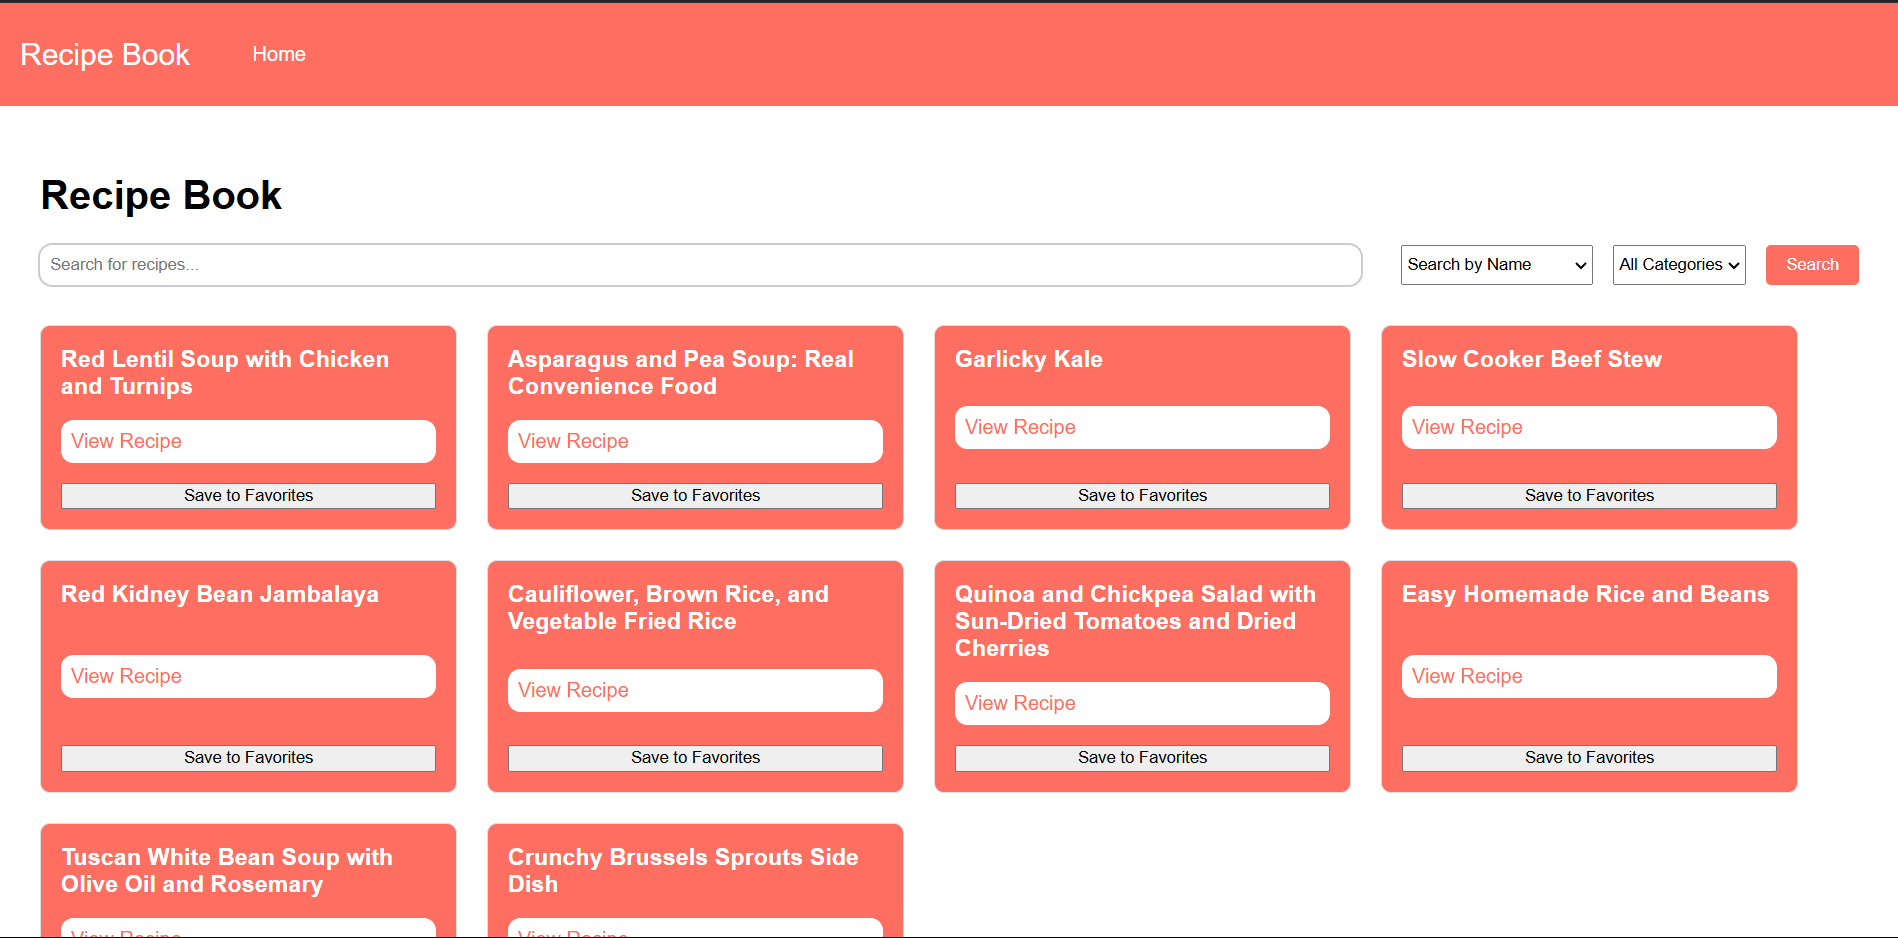 Recipe Book
Home
Recipe Book
Search for recipes...
Search by Name
All Categories
Search
Red Lentil Soup with Chicken
and Turnips
View Recipe
Save to Favorites
Asparagus and Pea Soup: Real
Convenience Food
View Recipe
Save to Favorites
Garlicky Kale
View Recipe
Save to Favorites
Slow Cooker Beef Stew
View Recipe
Save to Favorites
Red Kidney Bean Jambalaya
View Recipe
Save to Favorites
Cauliflower, Brown Rice, and
Vegetable Fried Rice
View Recipe
Save to Favorites
Quinoa and Chickpea Salad with
Sun-Dried Tomatoes and Dried
Cherries
View Recipe
Save to Favorites
Easy Homemade Rice and Beans
View Recipe
Save to Favorites
Tuscan White Bean Soup with
Olive Oil and Rosemary
View Recipe
Crunchy Brussels Sprouts Side
Dish
View Recipe